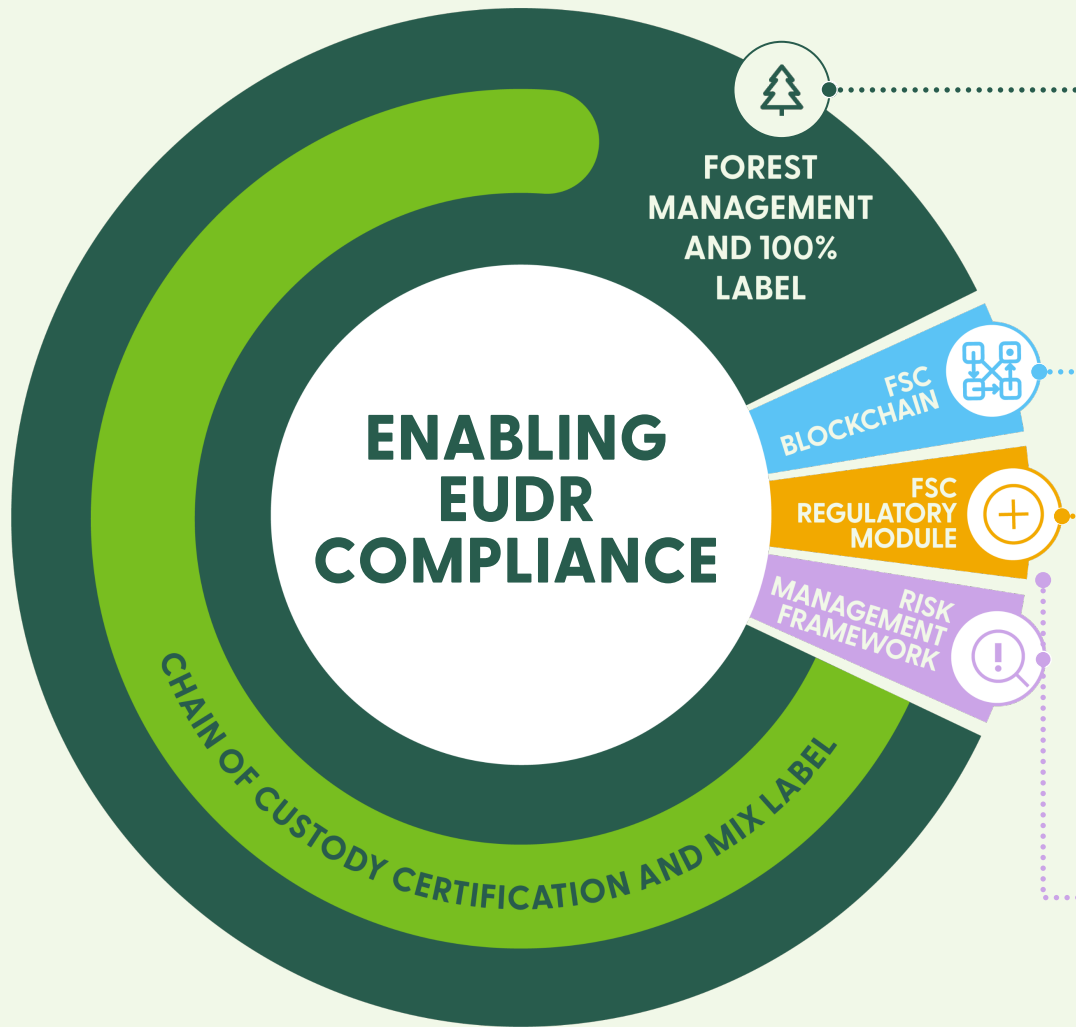 FOREST
MANAGEMENT
AND 100%
LABEL
ENABLING
EUDR
COMPLIANCE
FSC
BLOCKCHAIN
FSC
REGULATORY
MODULE
RISK
MANAGEMENT
FRAMEWORK
CHAIN OF CUSTODY CERTIFICATION AND MIX LABEL